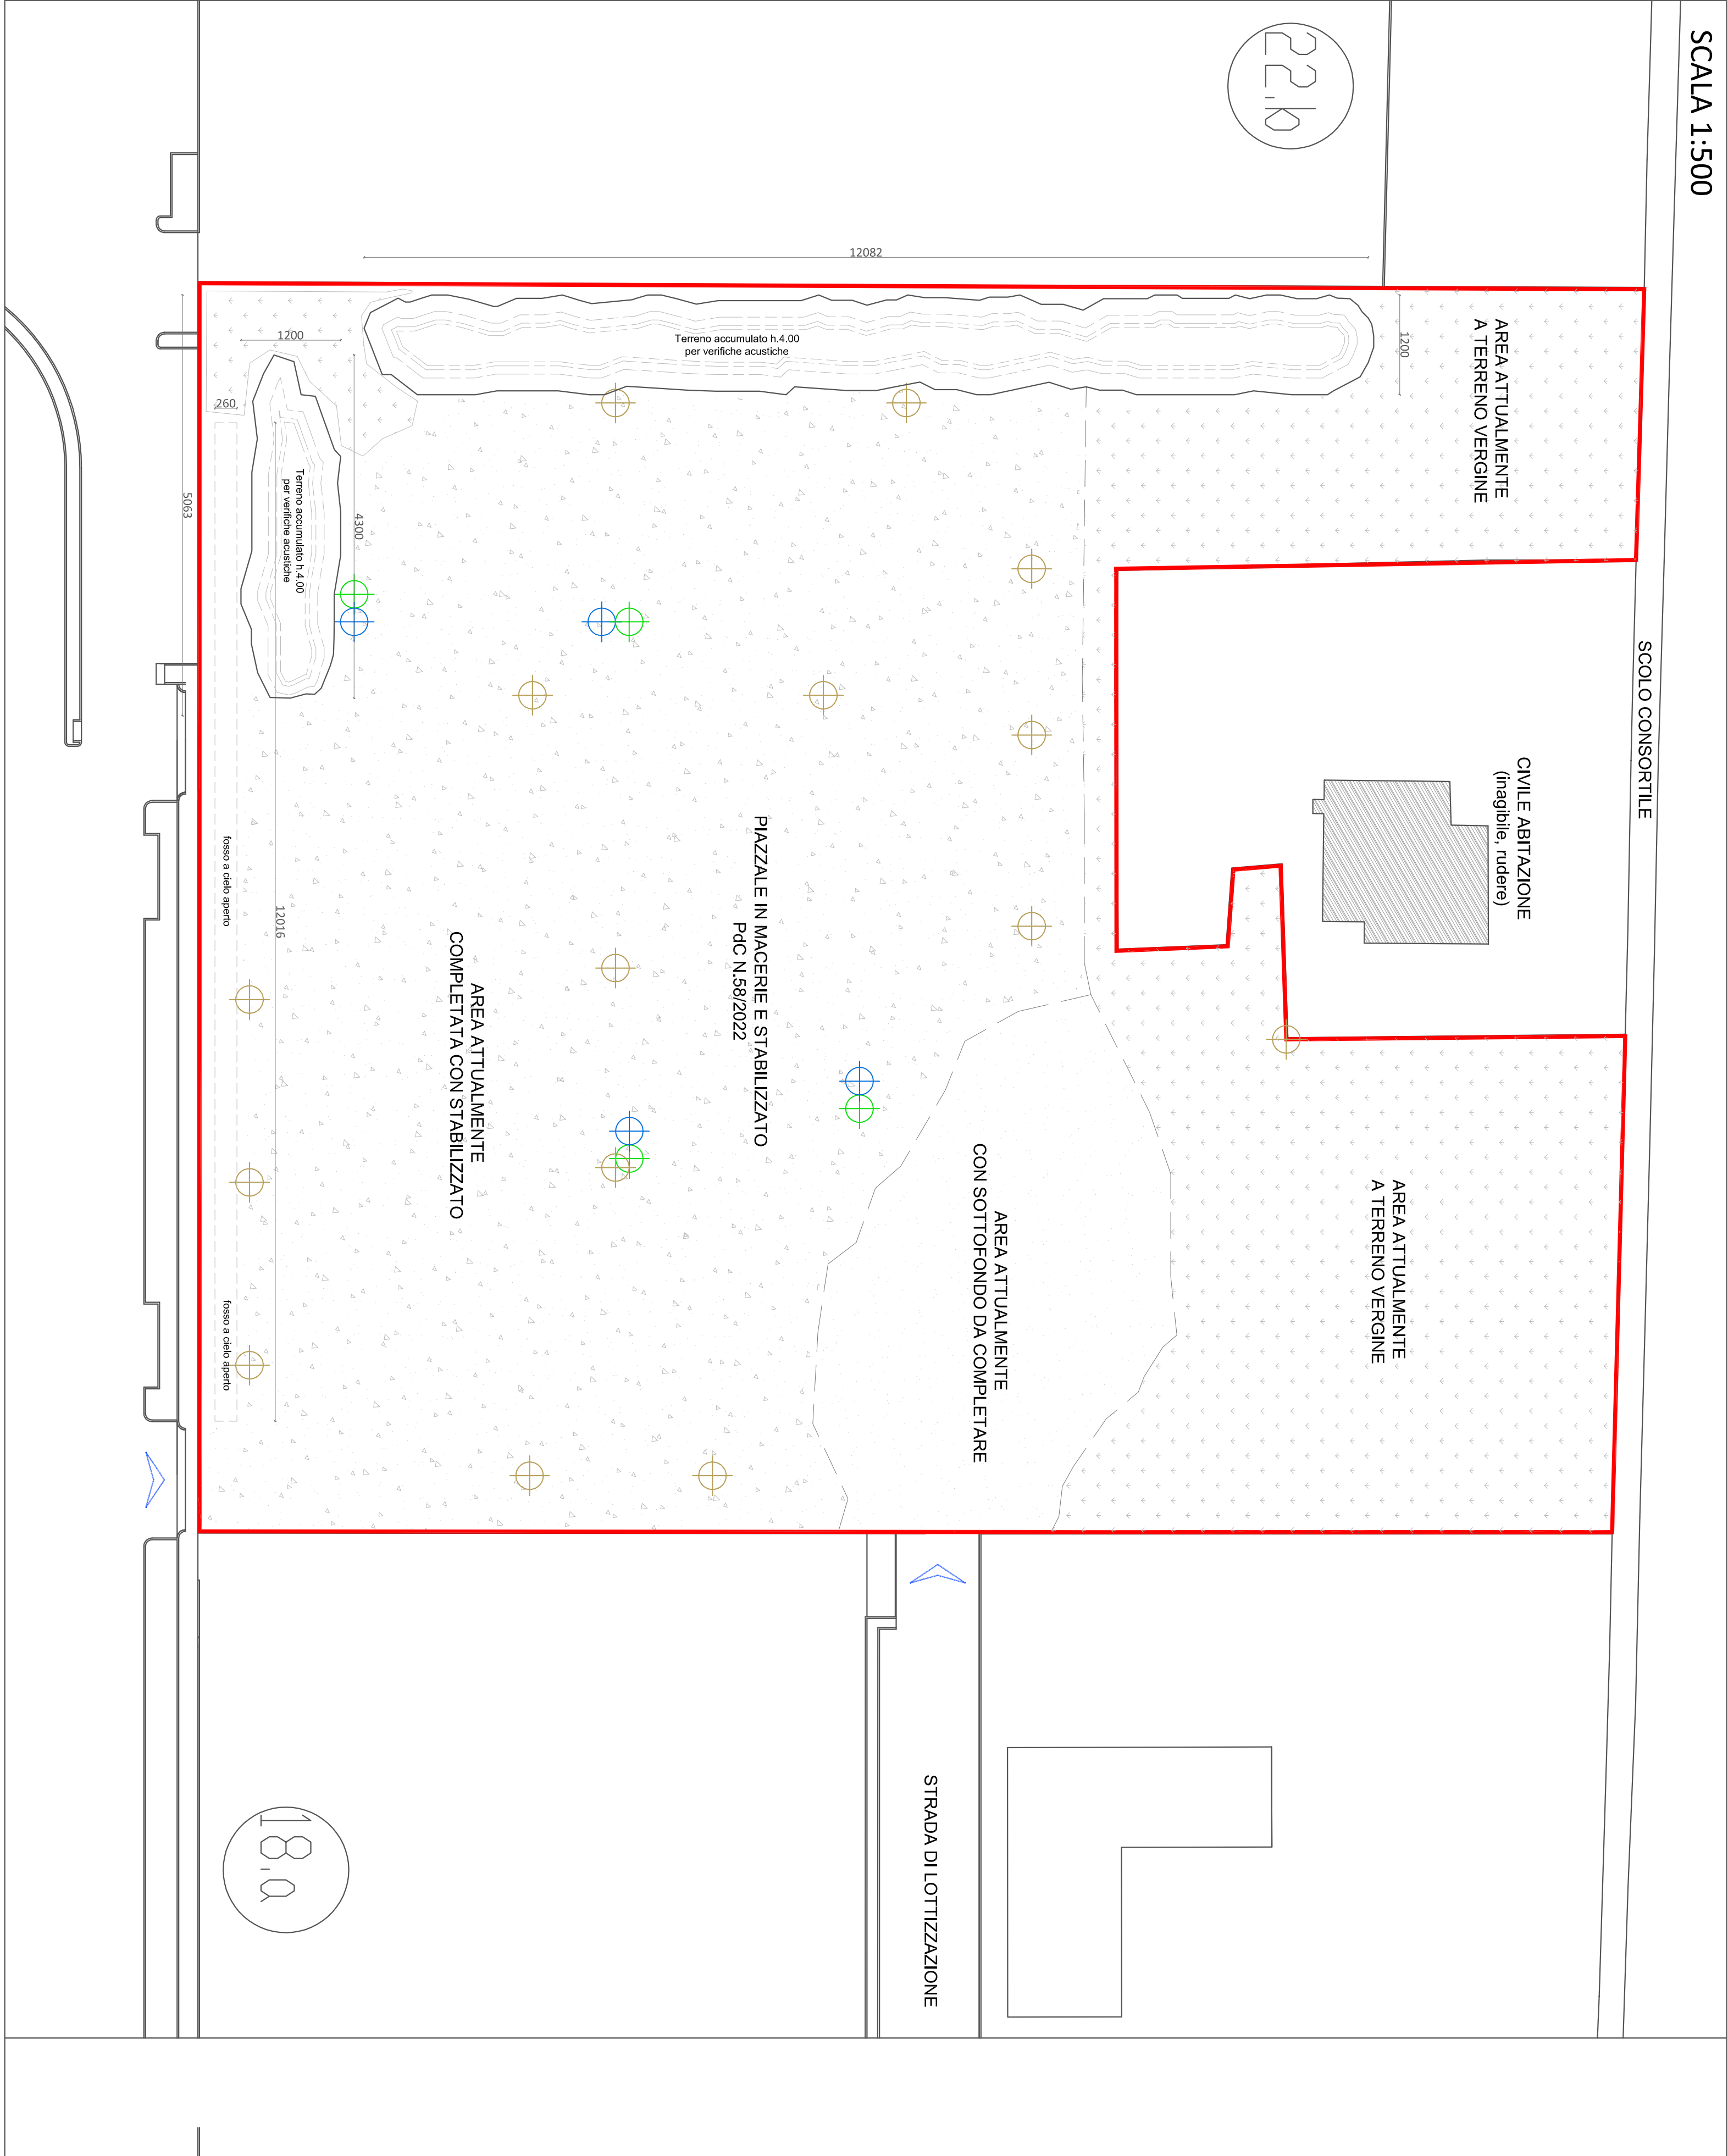 SCALA 1:500
SCOLO CONSORTILE
AREA ATTUALMENTE
A TERRENO VERGINE
CIVILE ABITAZIONE
(inagibile, rudere)
AREA ATTUALMENTE
A TERRENO VERGINE
22.b
12082
1200
Terreno accumulato h.4.00
per verifiche acustiche
AREA ATTUALMENTE
CON SOTTOFONDO DA COMPLETARE
STRADA DI LOTTIZZAZIONE
PIAZZALE IN MACERIE E STABILIZZATO
PdC N.58/2022
AREA ATTUALMENTE
COMPLETATA CON STABILIZZATO
4300
1200
Terreno accumulato h.4.00
per verifiche acustiche
260
12016
fosso a cielo aperto
fosso a cielo aperto
5063
18.a